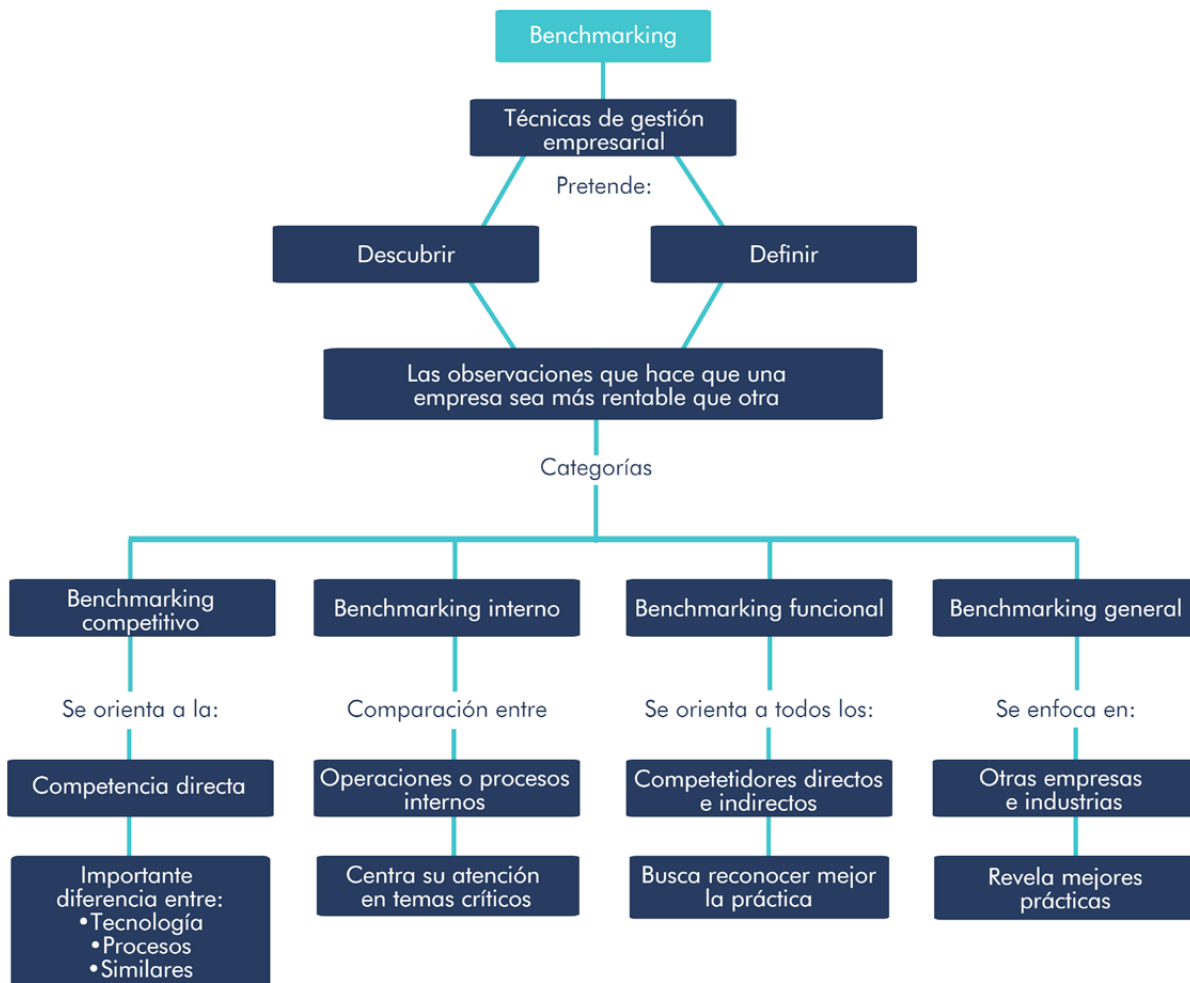 Benchmarking
Técnicas de gestión
empresarial
Pretende:
Descubrir
Definir
Las observaciones que hace que una
empresa sea más rentable que otra
Categorías
Benchmarking
competitivo
Benchmarking interno
Benchmarking funcional
Benchmarking general
Se orienta a la:
Comparación entre
Se orienta a todos los:
Se enfoca en:
Competencia directa
Operaciones o procesos
internos
Competetidores directos
e indirectos
Otras empresas
e industrias
Importante
diferencia entre:
•Tecnología
•Procesos
•Similares
Centra su atención
en temas críticos
Busca reconocer mejor
la práctica
Revela mejores
prácticas